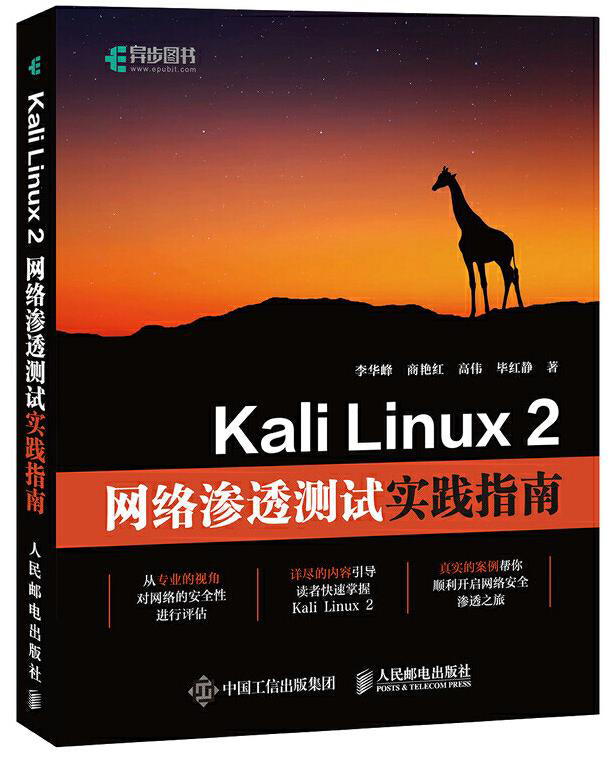 异步图书
www.epubit.com
李华峰 商艳红 高伟 毕红静 著
Kali Linux 2
网络渗透测试实践指南
从专业的视角
对网络的安全性
进行评估
详尽的内容引导
读者快速掌握
Kali Linux 2
真实的案例帮你
顺利开启网络安全
渗透之旅
中国工信出版集团
人民邮电出版社
POSTS & TELECOM PRESS
Kali Linux 2 网络渗透测试实践指南
人民邮电出版社